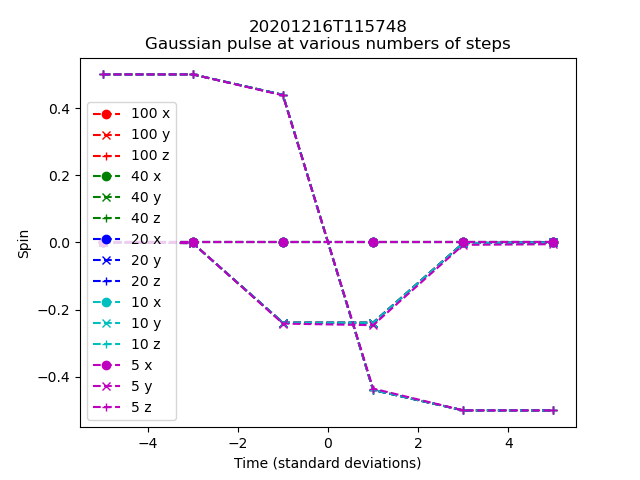 20201216T115748
Gaussian pulse at various numbers of steps
Spin
0.4
0.2
0.0
−0.2
−0.4
100 x
100 y
100 z
40 x
40 y
40 z
20 x
20 y
20 z
10 x
10 y
10 z
5 x
5 y
5 z
−4
−2
0
2
4
Time (standard deviations)